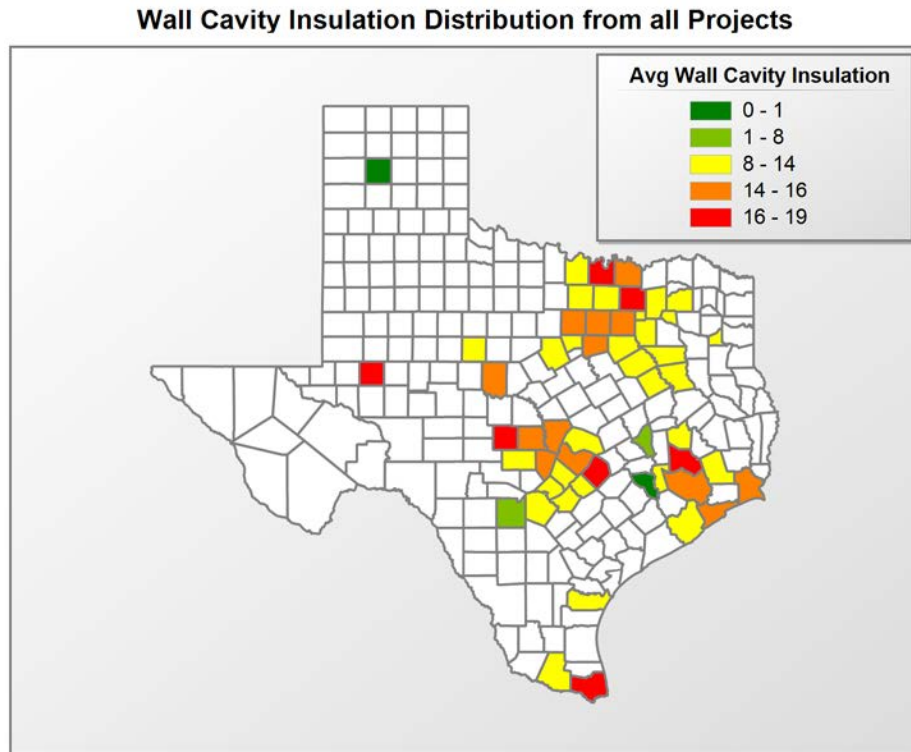 Wall Cavity Insulation Distribution from all Projects
Avg Wall Cavity Insulation
0 - 1
1 - 8
8 - 14
14 - 16
16 - 19